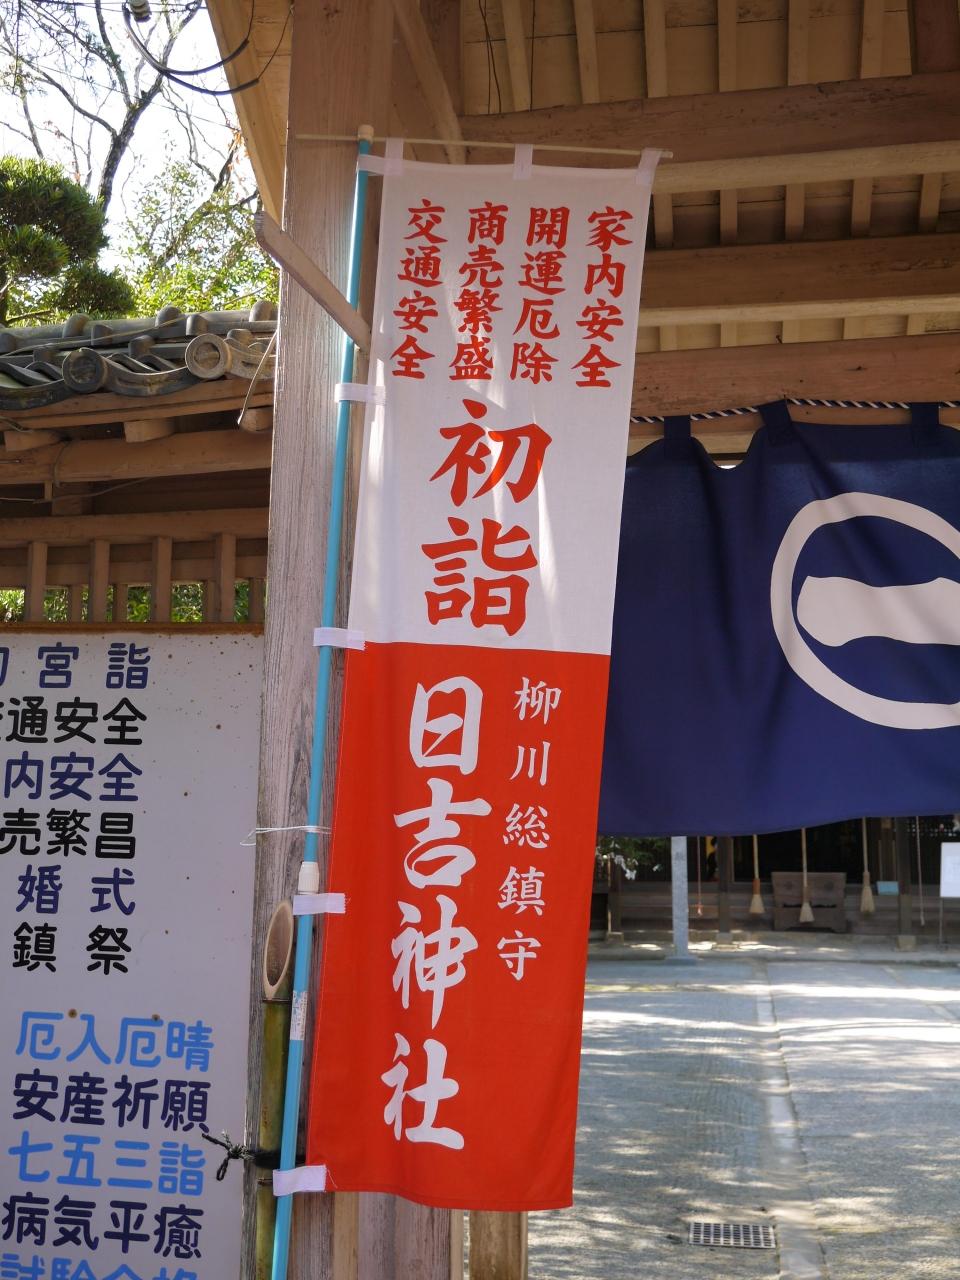 家内安全
開運厄除
商売繁盛
交通安全
初詣
柳川総鎮守
日吉神社
宮詣
通安全
内安全
売繁昌
婚式
鎮祭
厄入厄晴
安産祈願
七五三詣
病気平癒